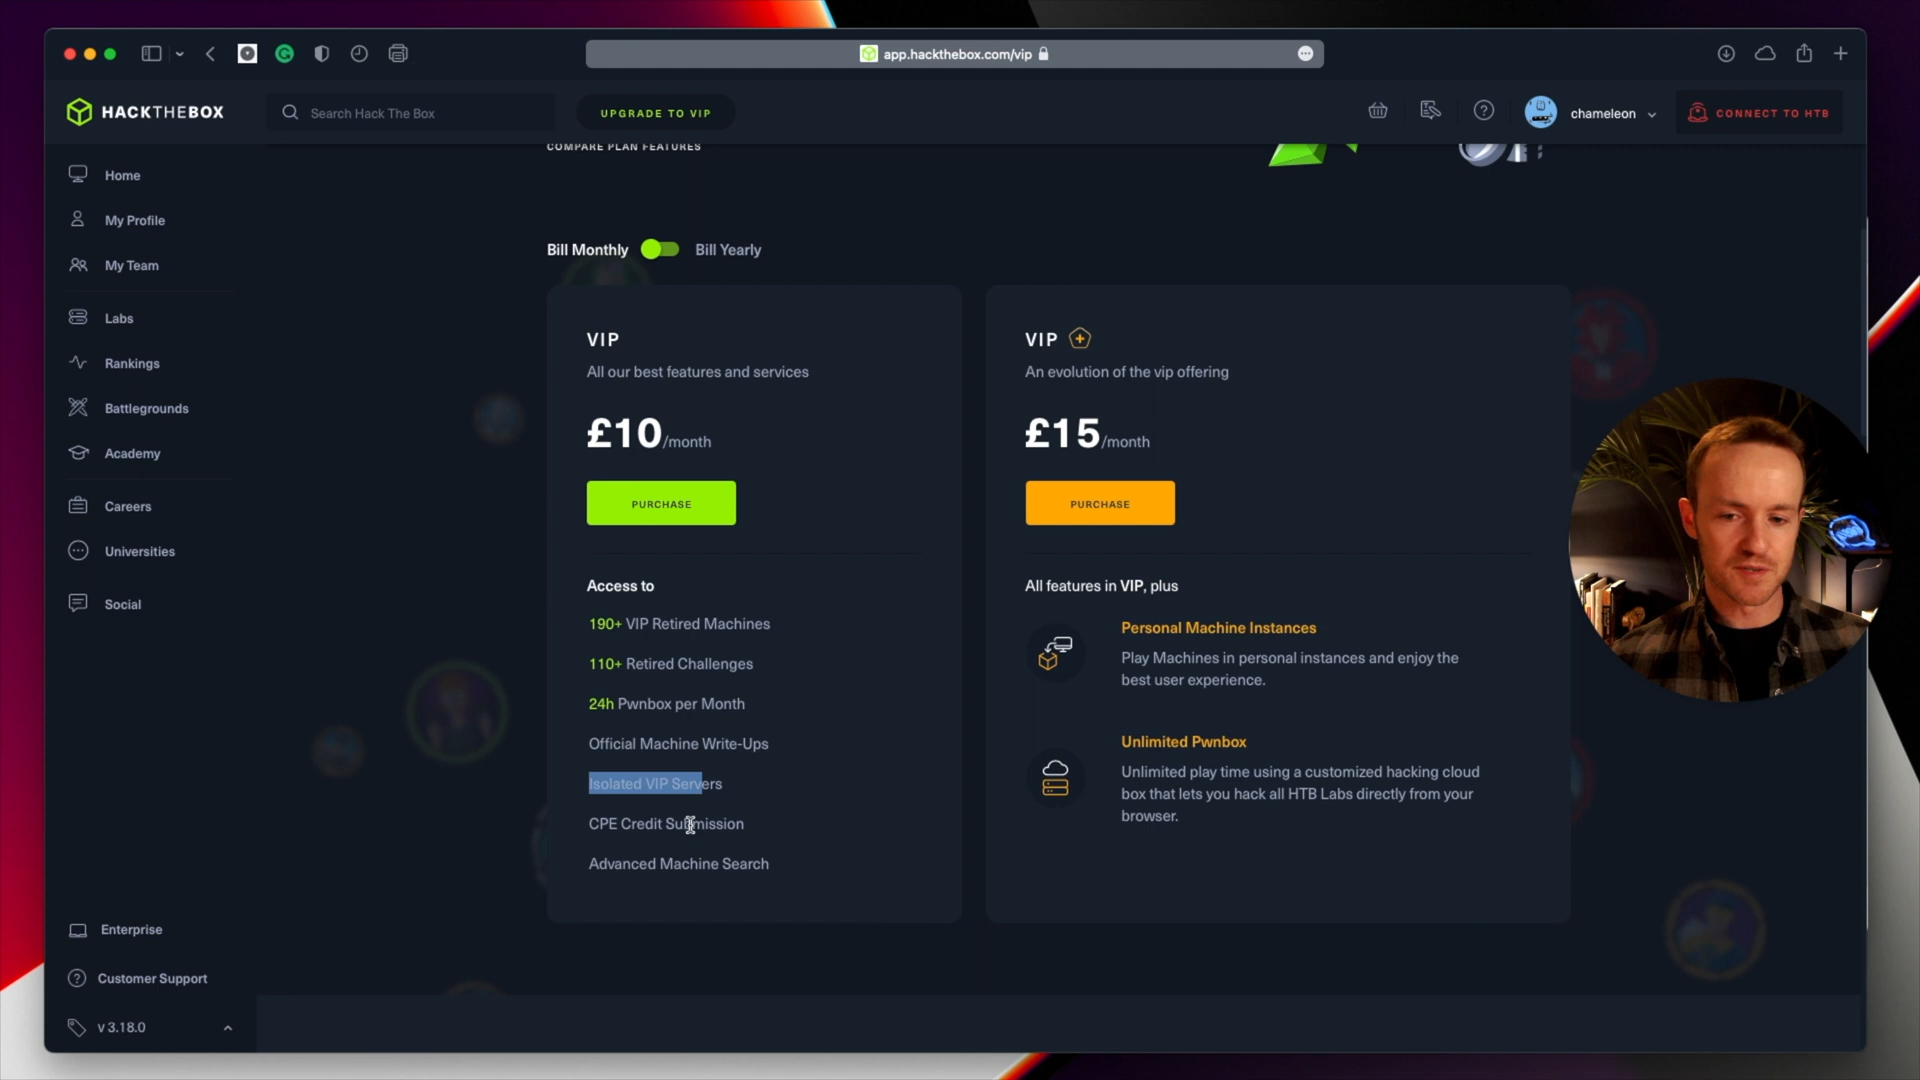 app.hackthebox.com/vip
HACKTHEBOX
Search Hack The Box
UPGRADE TO VIP
chameleon
CONNECT TO HTB
COMPARE PLAN FEATURES
Home
My Profile
My Team
Labs
Rankings
Battlegrounds
Academy
Careers
Universities
Social
Enterprise
Customer Support
v 3.18.0
Bill Monthly
Bill Yearly
VIP
All our best features and services
£10/month
PURCHASE
Access to
190+ VIP Retired Machines
110+ Retired Challenges
24h Pwnbox per Month
Official Machine Write-Ups
Isolated VIP Servers
CPE Credit Submission
Advanced Machine Search
VIP +
An evolution of the vip offering
£15/month
PURCHASE
All features in VIP, plus
Personal Machine Instances
Play Machines in personal instances and enjoy the
best user experience.
Unlimited Pwnbox
Unlimited play time using a customized hacking cloud
box that lets you hack all HTB Labs directly from your
browser.